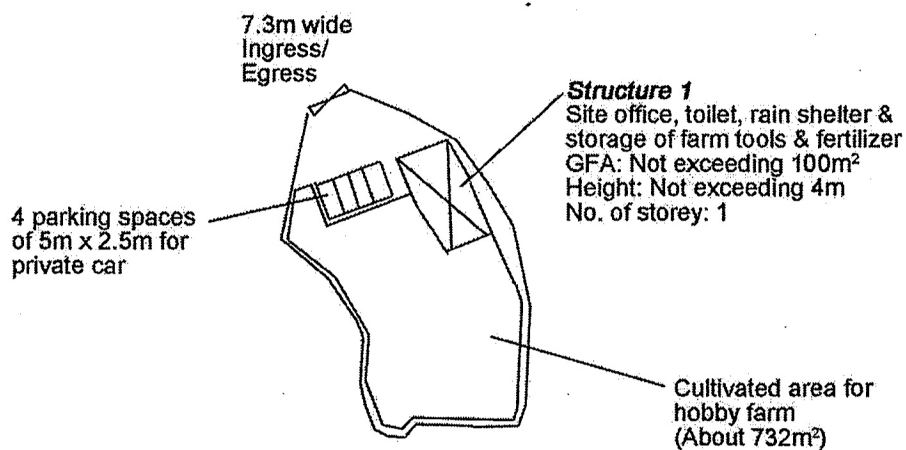 7.3m wide
Ingress/
Egress
Structure 1
Site office, toilet, rain shelter &
storage of farm tools & fertilizer
GFA: Not exceeding 100m²
Height: Not exceeding 4m
No. of storey: 1
4 parking spaces
of 5m x 2.5m for
private car
Cultivated area for
hobby farm
(About 732m²)